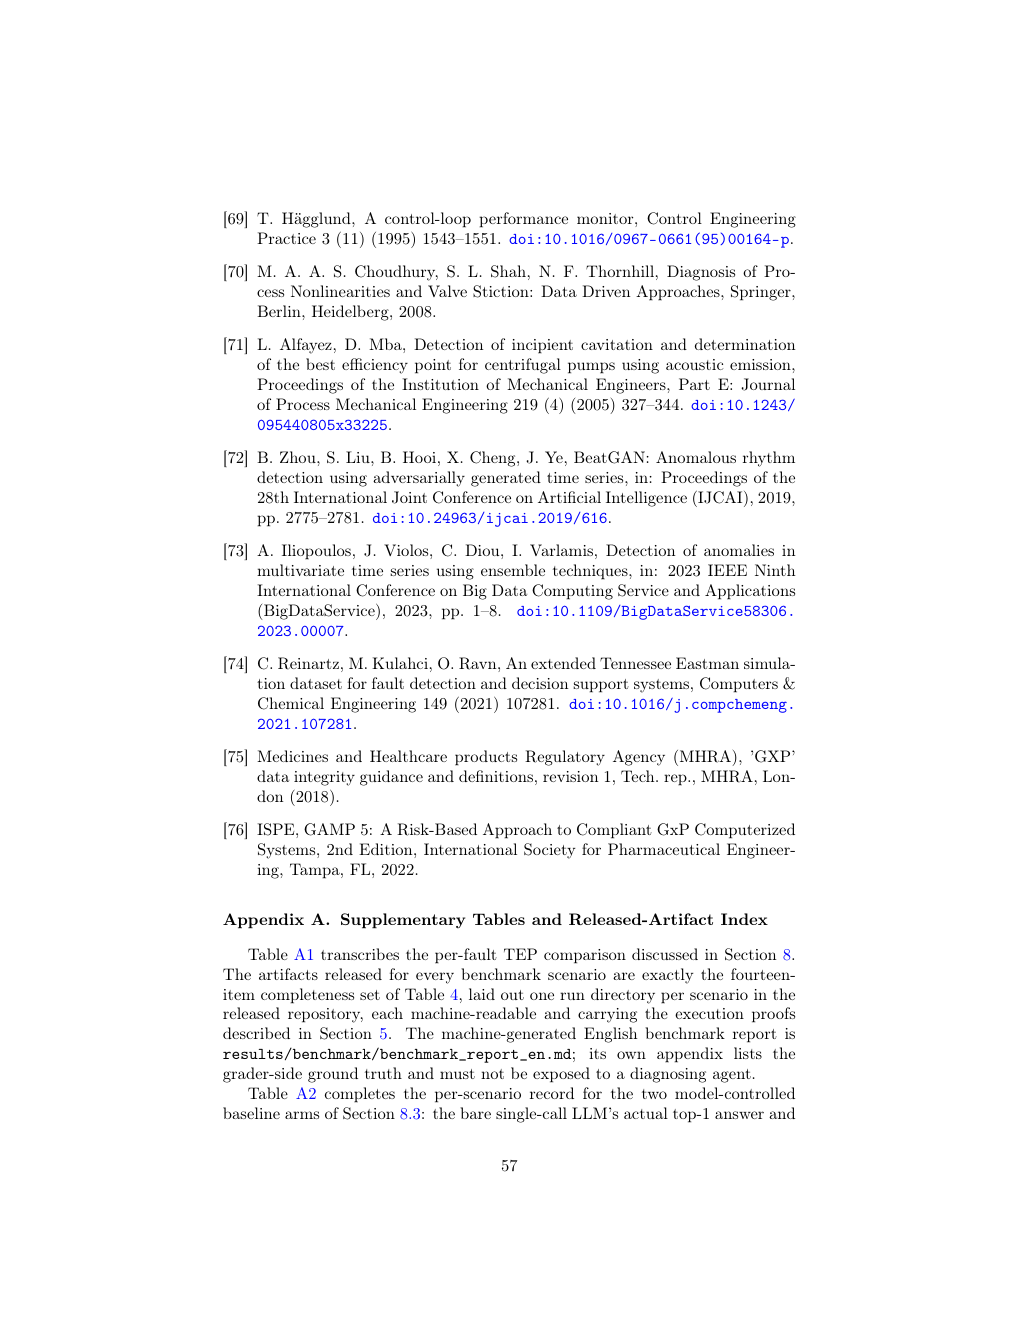 [69] T. Hägglund, A control-loop performance monitor, Control Engineering
Practice 3 (11) (1995) 1543–1551. doi:10.1016/0967-0661(95)00164-p.
[70] M. A. A. S. Choudhury, S. L. Shah, N. F. Thornhill, Diagnosis of Pro-
cess Nonlinearities and Valve Stiction: Data Driven Approaches, Springer,
Berlin, Heidelberg, 2008.
[71] L. Alfayez, D. Mba, Detection of incipient cavitation and determination
of the best efficiency point for centrifugal pumps using acoustic emission,
Proceedings of the Institution of Mechanical Engineers, Part E: Journal
of Process Mechanical Engineering 219 (4) (2005) 327–344. doi:10.1243/
095440805x33225.
[72] B. Zhou, S. Liu, B. Hooi, X. Cheng, J. Ye, BeatGAN: Anomalous rhythm
detection using adversarially generated time series, in: Proceedings of the
28th International Joint Conference on Artificial Intelligence (IJCAI), 2019,
pp. 2775–2781. doi:10.24963/ijcai.2019/616.
[73] A. Iliopoulos, J. Violos, C. Diou, I. Varlamis, Detection of anomalies in
multivariate time series using ensemble techniques, in: 2023 IEEE Ninth
International Conference on Big Data Computing Service and Applications
(BigDataService), 2023, pp. 1–8. doi:10.1109/BigDataService58306.
2023.00007.
[74] C. Reinartz, M. Kulahci, O. Ravn, An extended Tennessee Eastman simula-
tion dataset for fault detection and decision support systems, Computers &
Chemical Engineering 149 (2021) 107281. doi:10.1016/j.compchemeng.
2021.107281.
[75] Medicines and Healthcare products Regulatory Agency (MHRA), 'GXP'
data integrity guidance and definitions, revision 1, Tech. rep., MHRA, Lon-
don (2018).
[76] ISPE, GAMP 5: A Risk-Based Approach to Compliant GxP Computerized
Systems, 2nd Edition, International Society for Pharmaceutical Engineer-
ing, Tampa, FL, 2022.
Appendix A. Supplementary Tables and Released-Artifact Index
Table A1 transcribes the per-fault TEP comparison discussed in Section 8.
The artifacts released for every benchmark scenario are exactly the fourteen-
item completeness set of Table 4, laid out one run directory per scenario in the
released repository, each machine-readable and carrying the execution proofs
described in Section 5. The machine-generated English benchmark report is
results/benchmark/benchmark_report_en.md; its own appendix lists the
grader-side ground truth and must not be exposed to a diagnosing agent.
Table A2 completes the per-scenario record for the two model-controlled
baseline arms of Section 8.3: the bare single-call LLM's actual top-1 answer and
57